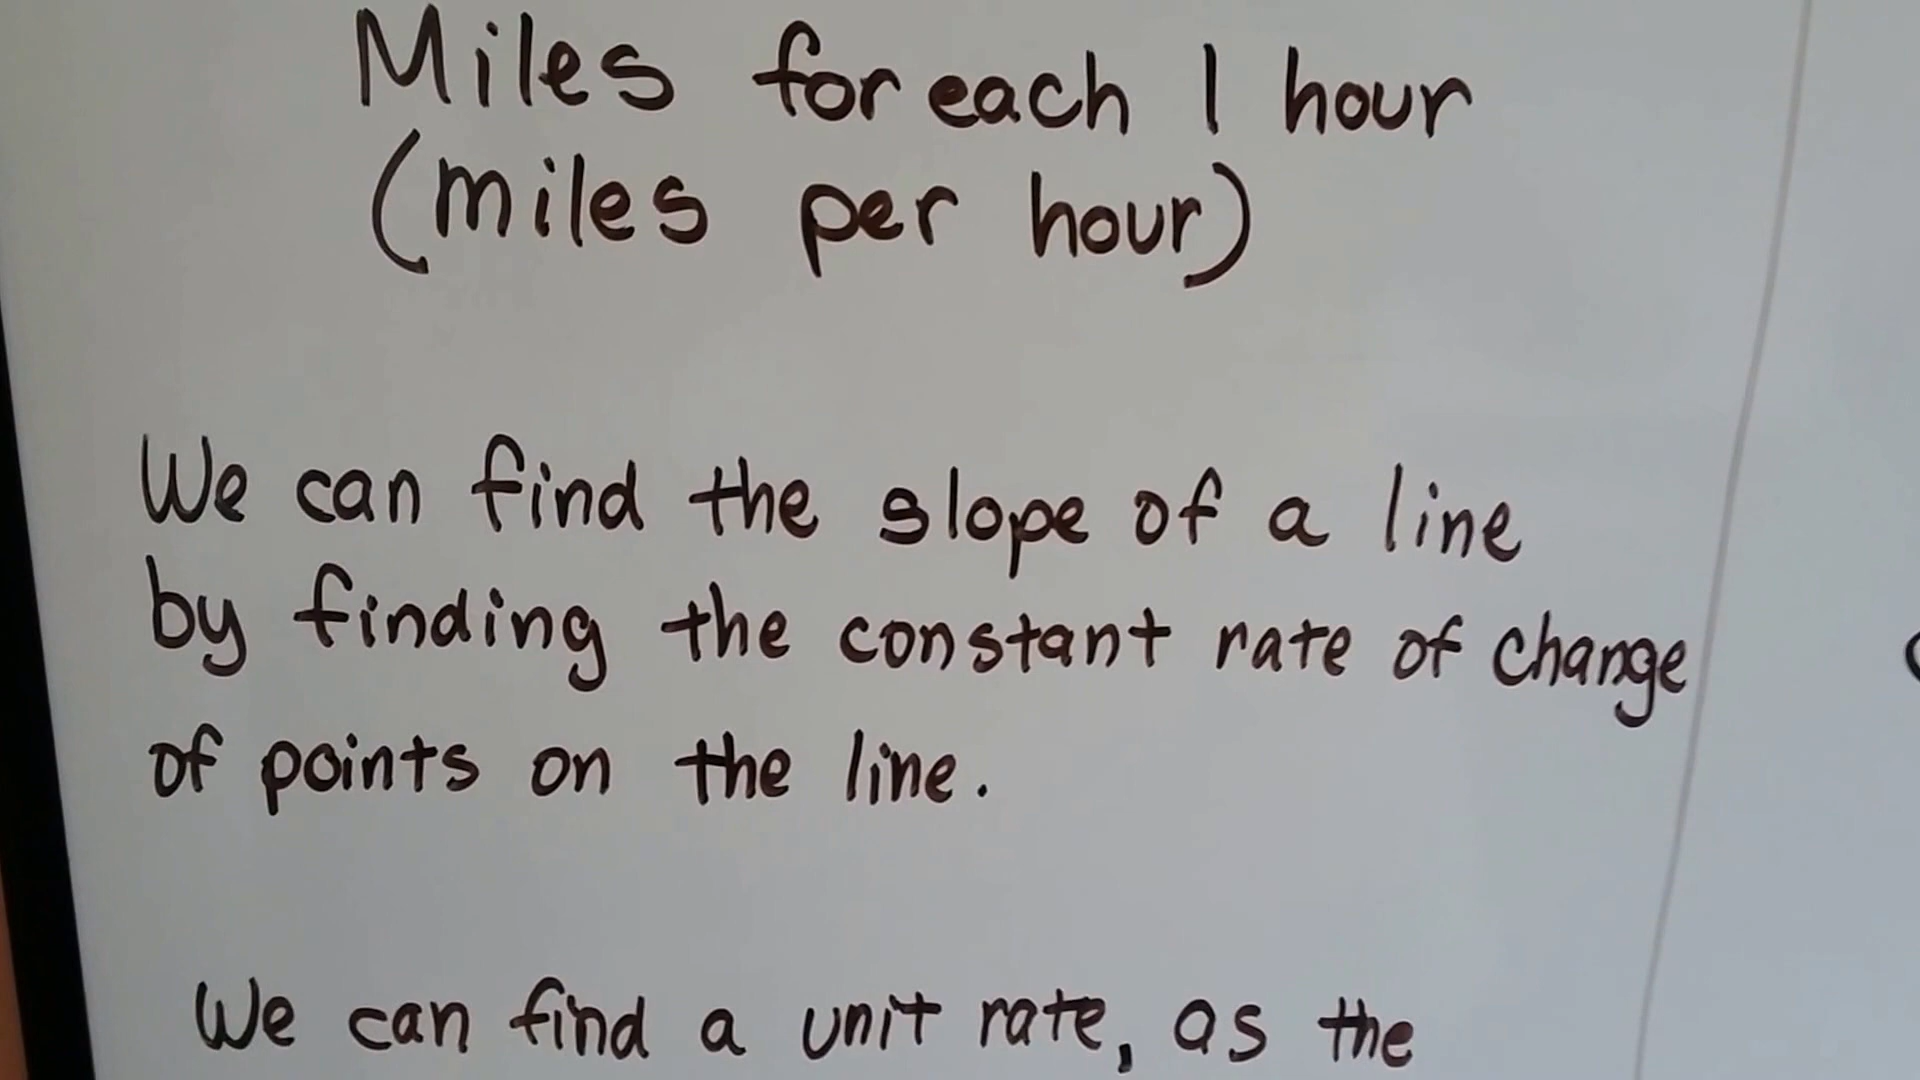 Miles for each 1 hour
(miles per hour)
We can find the slope of a line
by finding the constant rate of change
of points on the line.
We can find a unit rate, as the